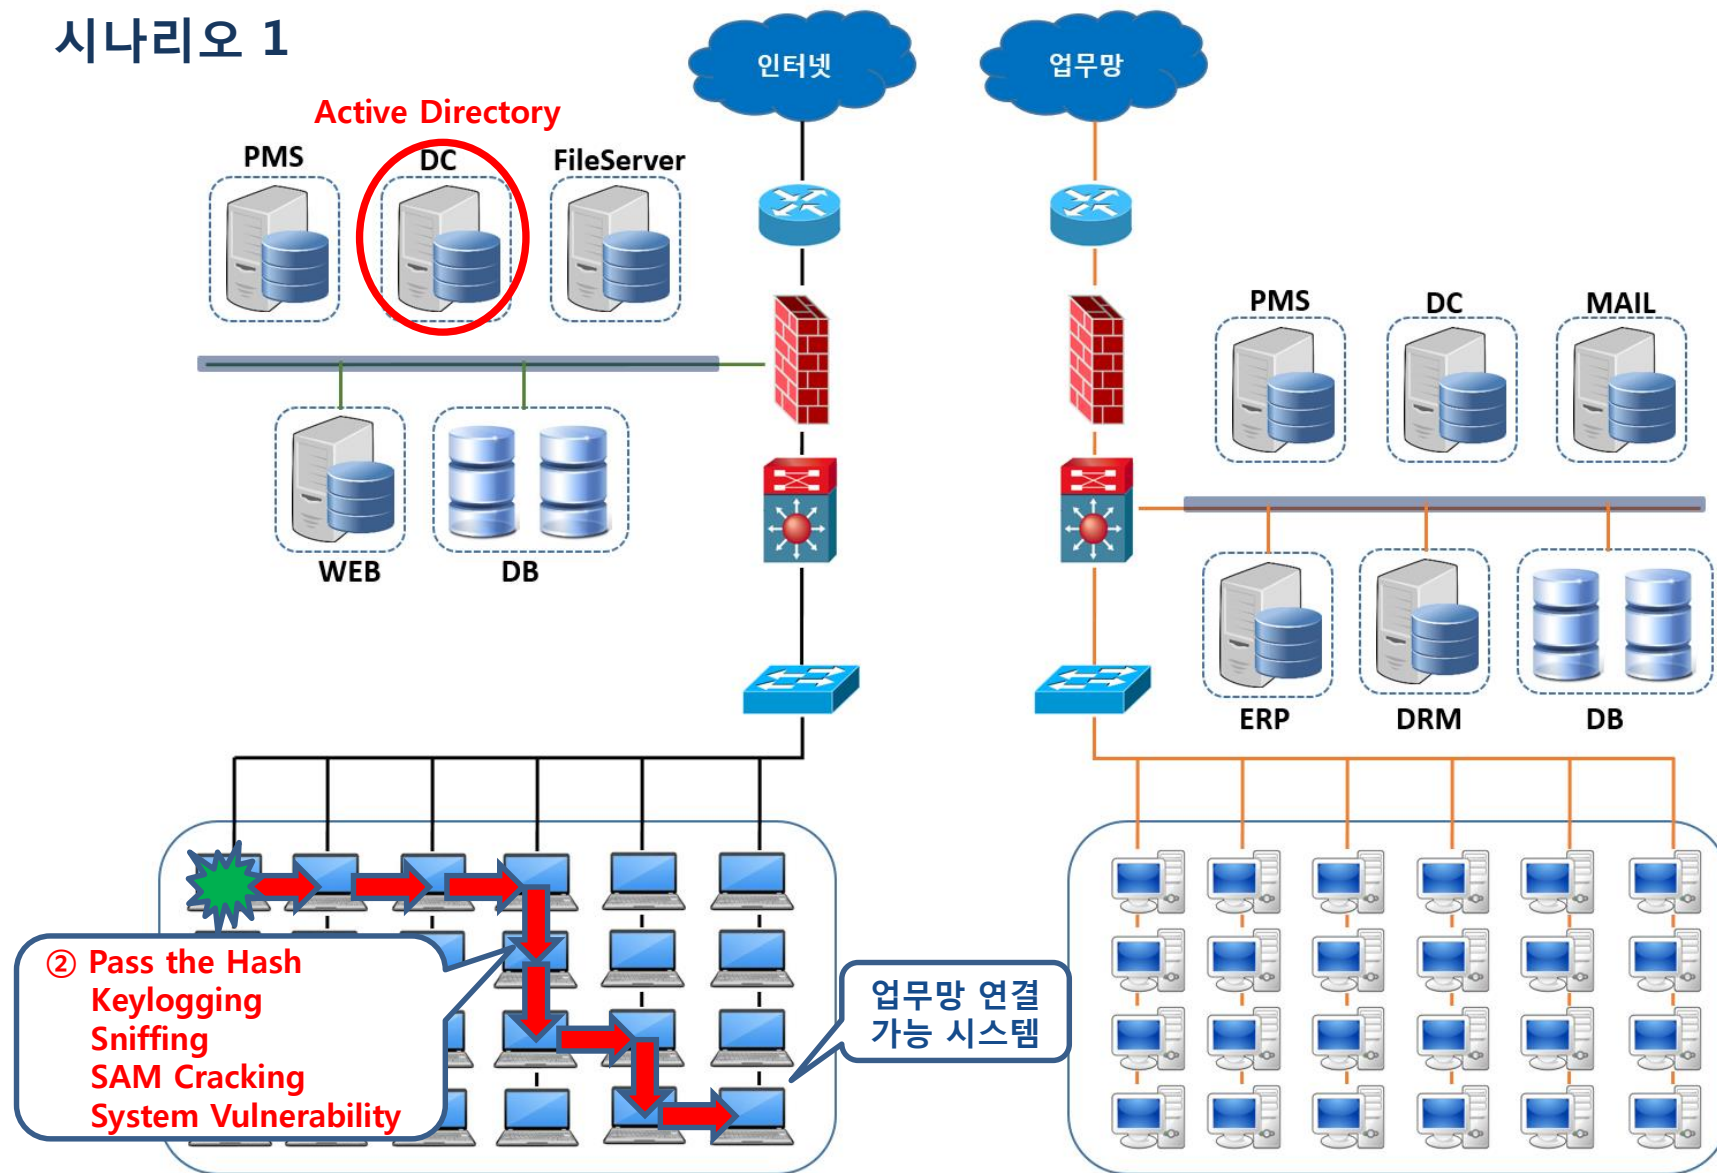 시나리오 1
인터넷
업무망
Active Directory
PMS
DC
FileServer
WEB
DB
PMS
DC
MAIL
ERP
DRM
DB
② Pass the Hash
Keylogging
Sniffing
SAM Cracking
System Vulnerability
업무망 연결
가능 시스템